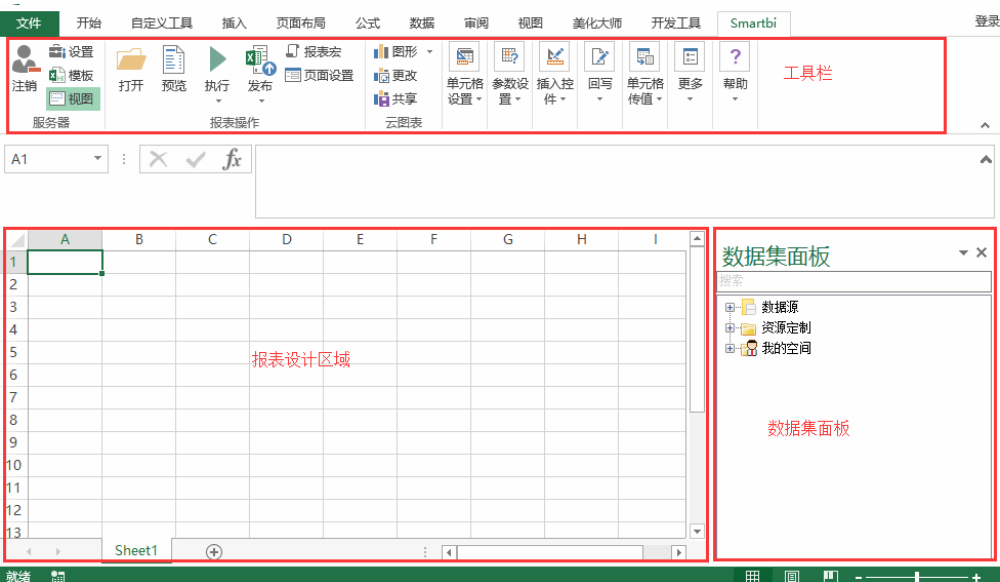 文件 开始 自定义工具 插入 页面布局 公式 数据 审阅 视图 美化大师 开发工具 Smartbi 登录
注销 设置 模板 视图
服务器
打开 预览 执行 发布 报表宏 页面设置
报表操作
图形 更改 共享
云图表
单元格设置 参数设置 插入控件 回写 单元格传值 更多 ? 帮助
工具栏
A1 fx
A B C D E F G H I
1
2
3
4
5
6
7
8
9
10
11
12
13
报表设计区域
Sheet1
数据集面板
搜索
数据源
资源定制
我的空间
数据集面板
就绪